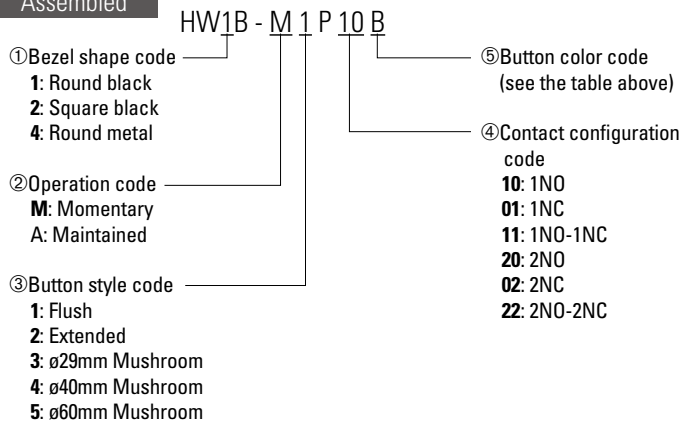 Assembled
HW1B - M 1 P 10 B
①Bezel shape code
1: Round black
2: Square black
4: Round metal
②Operation code
M: Momentary
A: Maintained
③Button style code
1: Flush
2: Extended
3: ø29mm Mushroom
4: ø40mm Mushroom
5: ø60mm Mushroom
⑤Button color code
(see the table above)
④Contact configuration
code
10: 1NO
01: 1NC
11: 1NO-1NC
20: 2NO
02: 2NC
22: 2NO-2NC